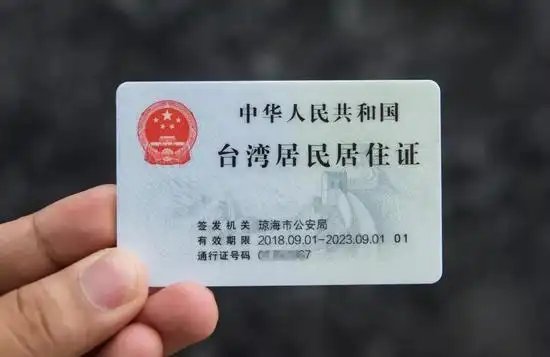 中华人民共和国
台湾居民居住证
签发机关 琼海市公安局
有效期限 2018.09.01-2023.09.01 01
通行证号码